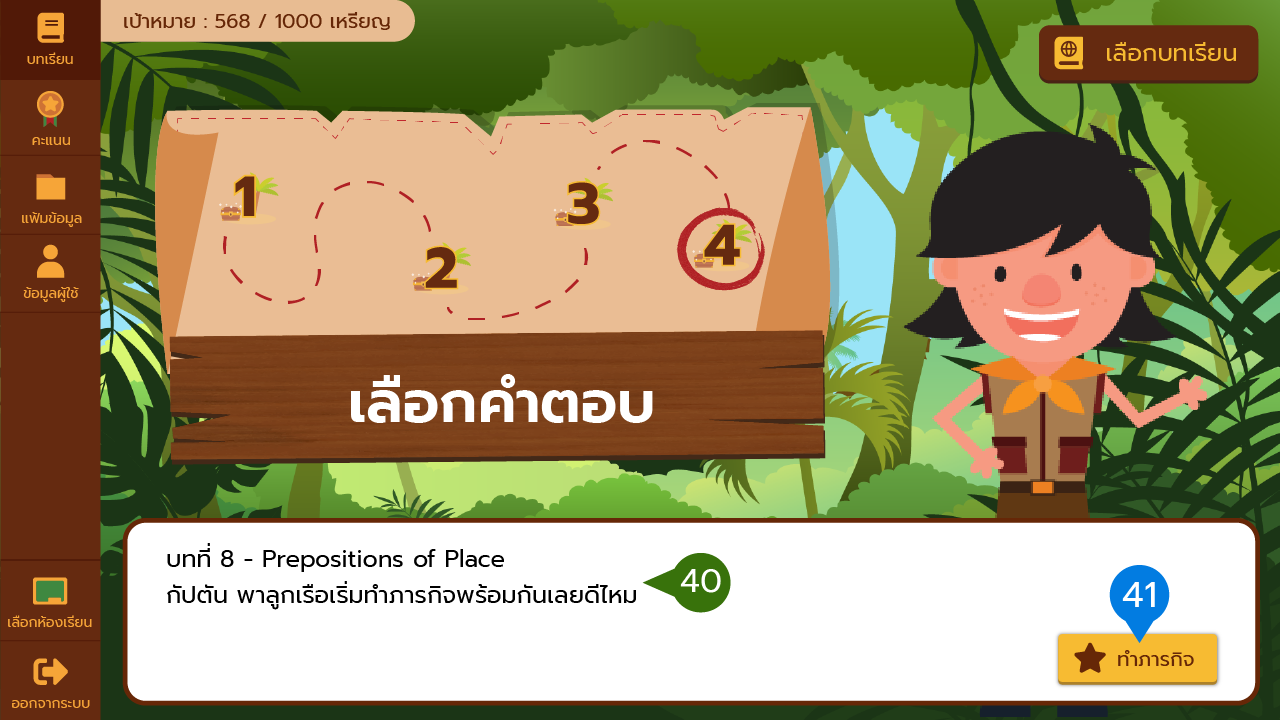 เป้าหมาย : 568 / 1000 เหรียญ
บทเรียน
คะแนน
แฟ้มข้อมูล
ข้อมูลผู้ใช้
เลือกห้องเรียน
ออกจากระบบ
เลือกบทเรียน
1
2
3
4
เลือกคำตอบ
บทที่ 8 - Prepositions of Place
กัปตัน พาลูกเรือเริ่มทำภารกิจพร้อมกันเลยดีไหม
40
41
ทำภารกิจ